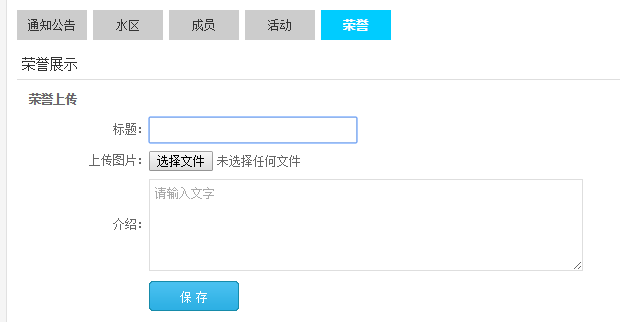 通知公告 水区 成员 活动 荣誉
荣誉展示
荣誉上传
标题：
上传图片： 选择文件 未选择任何文件
请输入文字
介绍：
保 存